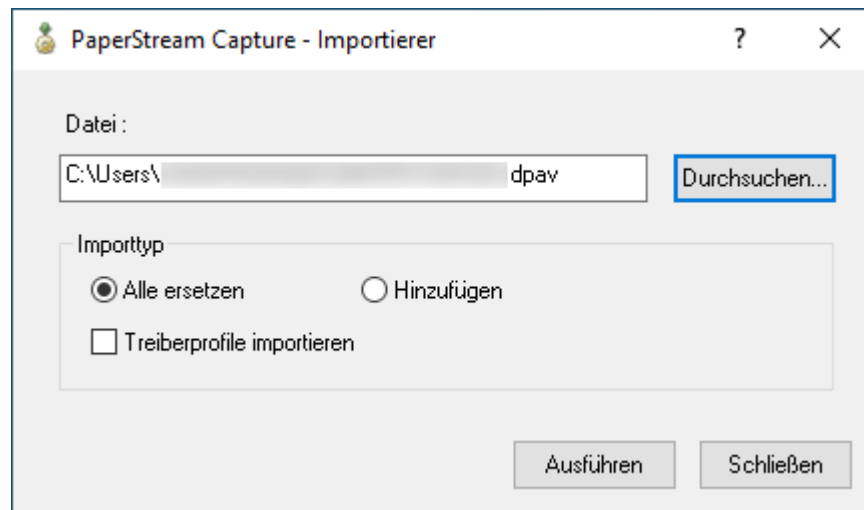 PaperStream Capture - Importierer ?
Datei :
C:\Users\ dpav Durchsuchen...
Importtyp
Alle ersetzen Hinzufügen
Treiberprofile importieren
Ausführen Schließen